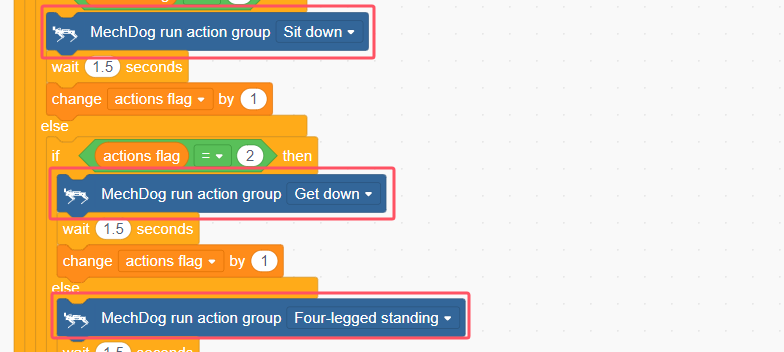 MechDog run action group Sit down
wait 1.5 seconds
change actions flag by 1
else
if actions flag = 2 then
MechDog run action group Get down
wait 1.5 seconds
change actions flag by 1
else
MechDog run action group Four-legged standing
wait 1.5 seconds